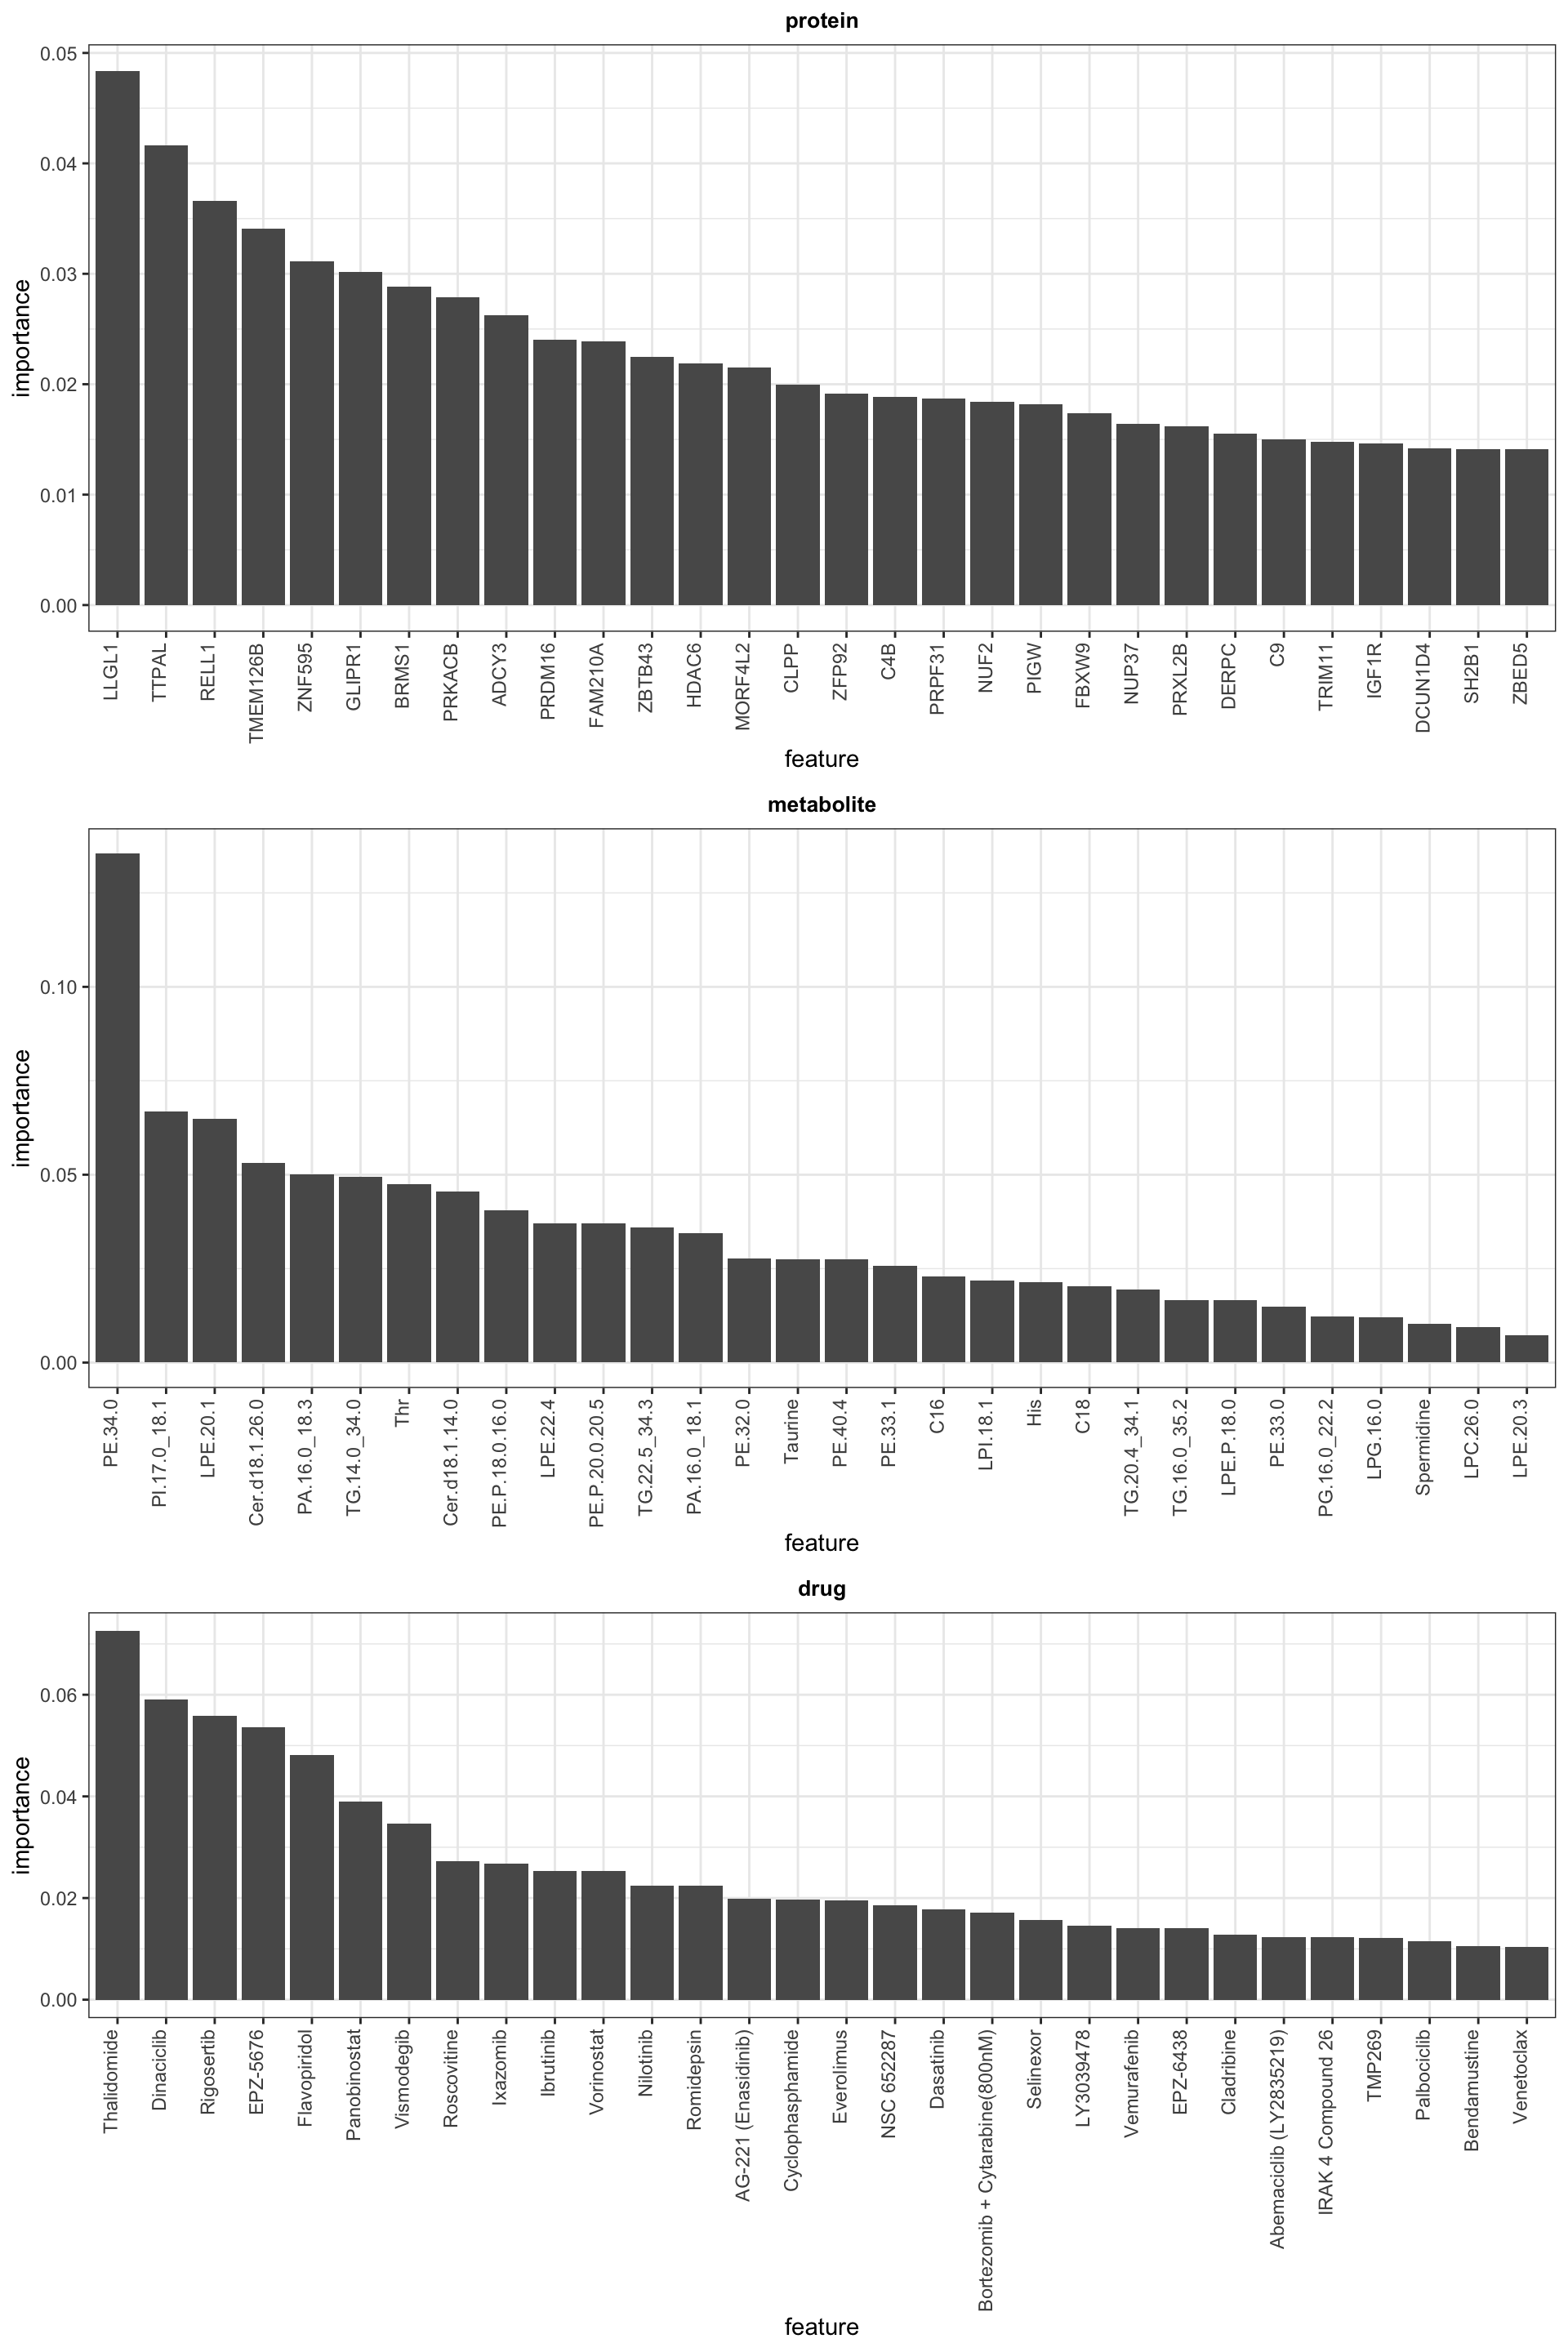 protein
importance
0.05
0.04
0.03
0.02
0.01
0.00
LLGL1
TTPAL
RELL1
TMEM126B
ZNF595
GLIPR1
BRMS1
PRKACB
ADCY3
PRDM16
FAM210A
ZBTB43
HDAC6
MORF4L2
CLPP
ZFP92
C4B
PRPF31
NUF2
PIGW
FBXW9
NUP37
PRXL2B
DERPC
C9
TRIM11
IGF1R
DCUN1D4
SH2B1
ZBED5
feature
metabolite
importance
0.10
0.05
0.00
PE.34.0
PI.17.0_18.1
LPE.20.1
Cer.d18.1.26.0
PA.16.0_18.3
TG.14.0_34.0
Thr
Cer.d18.1.14.0
PE.P.18.0.16.0
LPE.22.4
PE.P.20.0.20.5
TG.22.5_34.3
PA.16.0_18.1
PE.32.0
Taurine
PE.40.4
PE.33.1
C16
LPI.18.1
His
C18
TG.20.4_34.1
TG.16.0_35.2
LPE.P.18.0
PE.33.0
PG.16.0_22.2
LPG.16.0
Spermidine
LPC.26.0
LPE.20.3
feature
drug
importance
0.06
0.04
0.02
0.00
Thalidomide
Dinaciclib
Rigosertib
EPZ-5676
Flavopiridol
Panobinostat
Vismodegib
Roscovitine
Ixazomib
Ibrutinib
Vorinostat
Nilotinib
Romidepsin
AG-221 (Enasidinib)
Cyclophosphamide
Everolimus
NSC 652287
Dasatinib
Bortezomib + Cytarabine(800nM)
Selinexor
LY3039478
Vemurafenib
EPZ-6438
Cladribine
Abemaciclib (LY2835219)
IRAK 4 Compound 26
TMP269
Palbociclib
Bendamustine
Venetoclax
feature